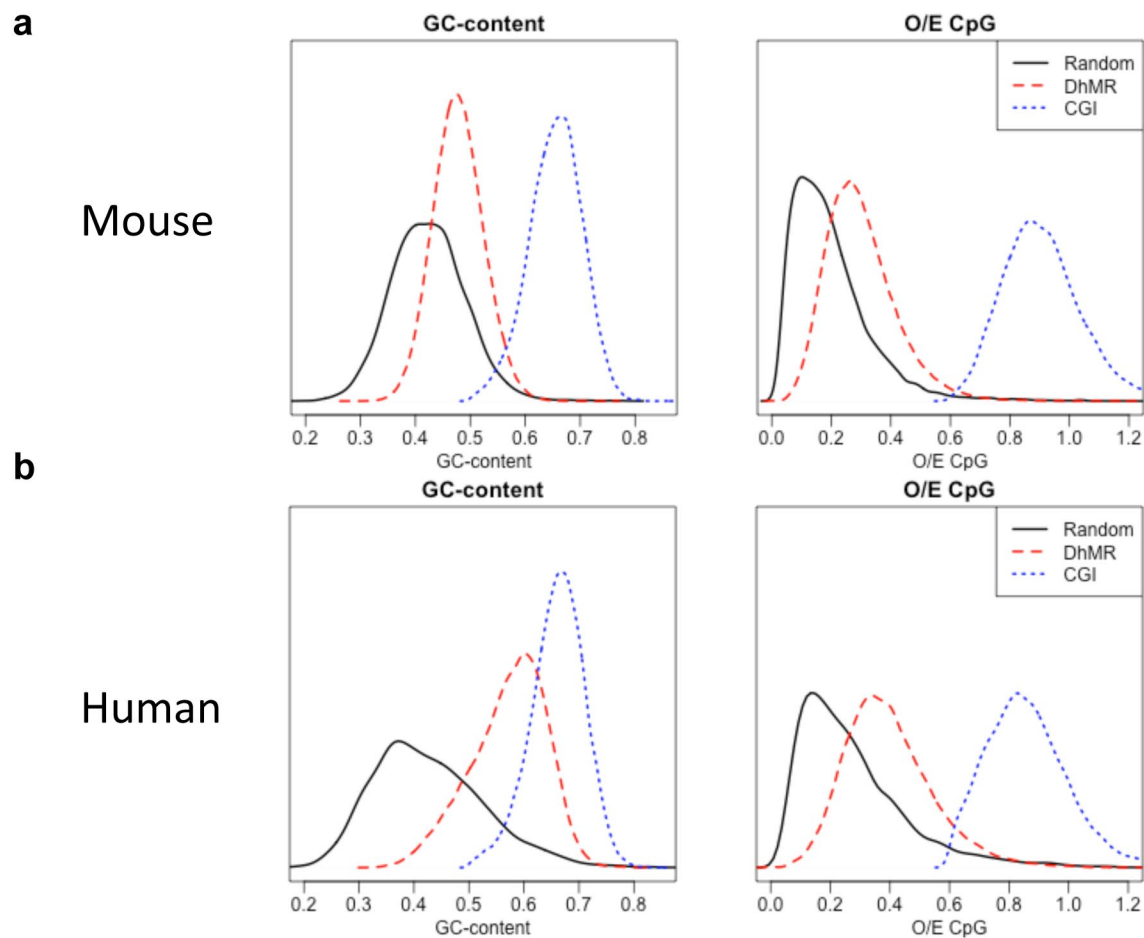 a
GC-content
O/E CpG
Random
DhMR
CGI
Mouse
0.2 0.3 0.4 0.5 0.6 0.7 0.8
GC-content
0.0 0.2 0.4 0.6 0.8 1.0 1.2
O/E CpG
b
GC-content
O/E CpG
Random
DhMR
CGI
Human
0.2 0.3 0.4 0.5 0.6 0.7 0.8
GC-content
0.0 0.2 0.4 0.6 0.8 1.0 1.2
O/E CpG